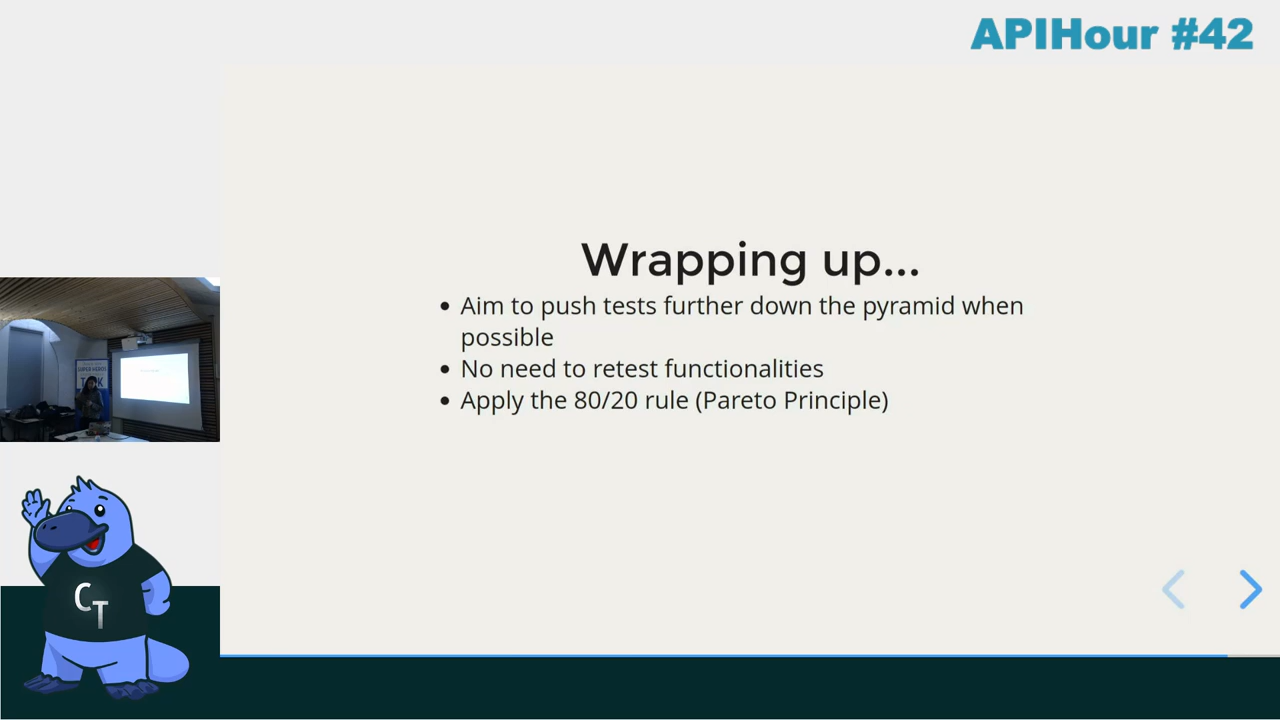 APIHour #42
Wrapping up...
• Aim to push tests further down the pyramid when
possible
• No need to retest functionalities
• Apply the 80/20 rule (Pareto Principle)
CT